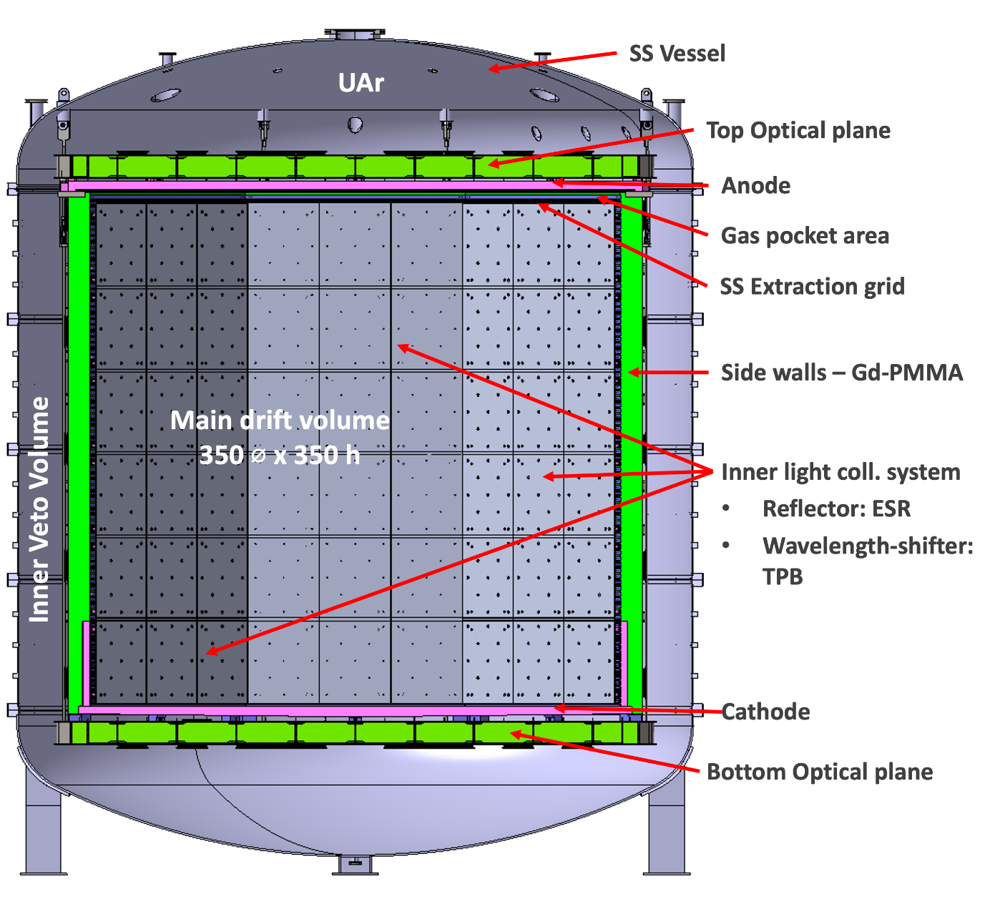 SS Vessel
UAr
Top Optical plane
Anode
Gas pocket area
SS Extraction grid
Side walls – Gd-PMMA
Main drift volume
350 ⌀ x 350 h
Inner Veto Volume
Inner light coll. system
• Reflector: ESR
• Wavelength-shifter:
TPB
Cathode
Bottom Optical plane